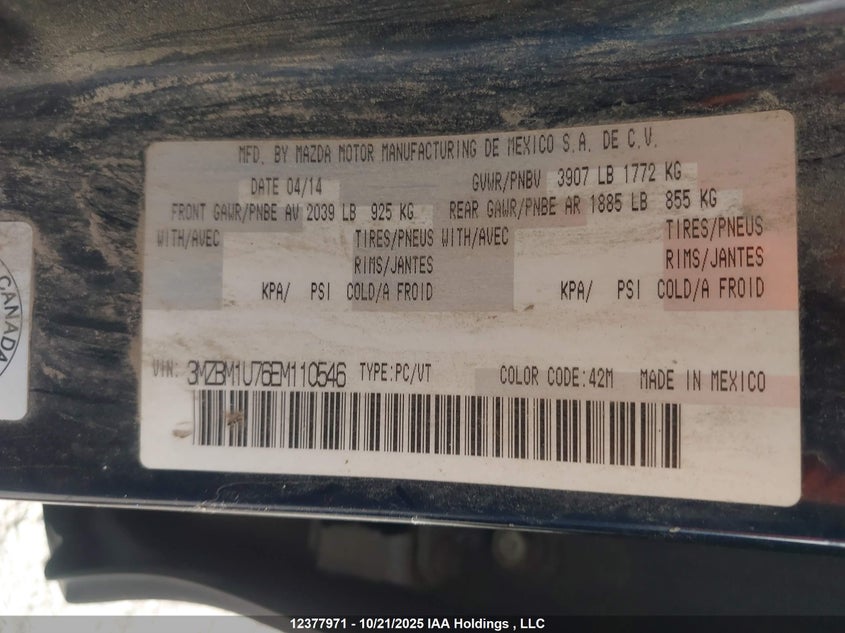 MFD. BY MAZDA MOTOR MANUFACTURING DE MEXICO S.A. DE C.V.
DATE 04/14 GVWR/PNBV 3907 LB 1772 KG
FRONT GAWR/PNBE AV 2039 LB 925 KG REAR GAWR/PNBE AR 1885 LB 855 KG
WITH/AVEC TIRES/PNEUS WITH/AVEC TIRES/PNEUS
RIMS/JANTES RIMS/JANTES
KPA/ PSI COLD/A FROID KPA/ PSI COLD/A FROID
VIN: 3MZBM1U76EM110546 TYPE:PC/VT COLOR CODE:42M MADE IN MEXICO
CANADA
12377971 - 10/21/2025 IAA Holdings , LLC